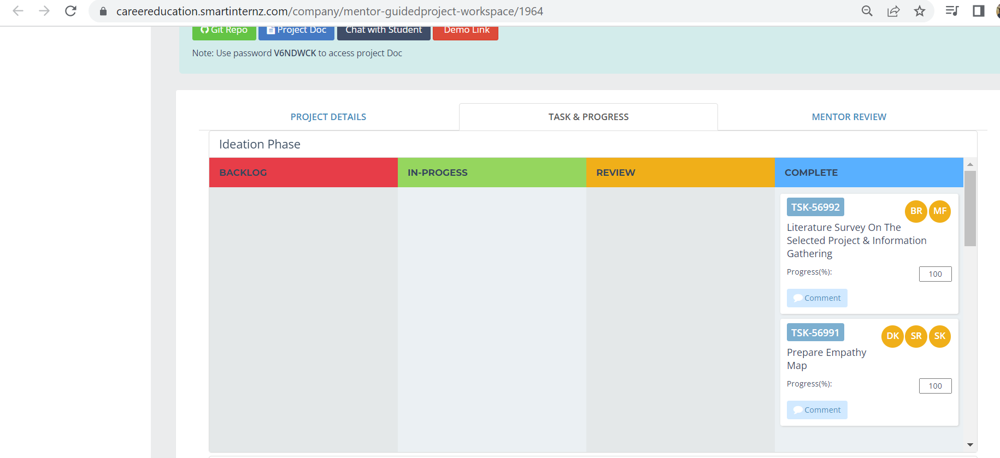 careereducation.smartinternz.com/company/mentor-guidedproject-workspace/1964
Git Repo Project Doc Chat with Student Demo Link
Note: Use password V6NDWCK to access project Doc
PROJECT DETAILS TASK & PROGRESS MENTOR REVIEW
Ideation Phase
BACKLOG IN-PROGESS REVIEW COMPLETE
TSK-56992 BR MF
Literature Survey On The
Selected Project & Information
Gathering
Progress(%): 100
Comment
TSK-56991 DK SR SK
Prepare Empathy
Map
Progress(%): 100
Comment